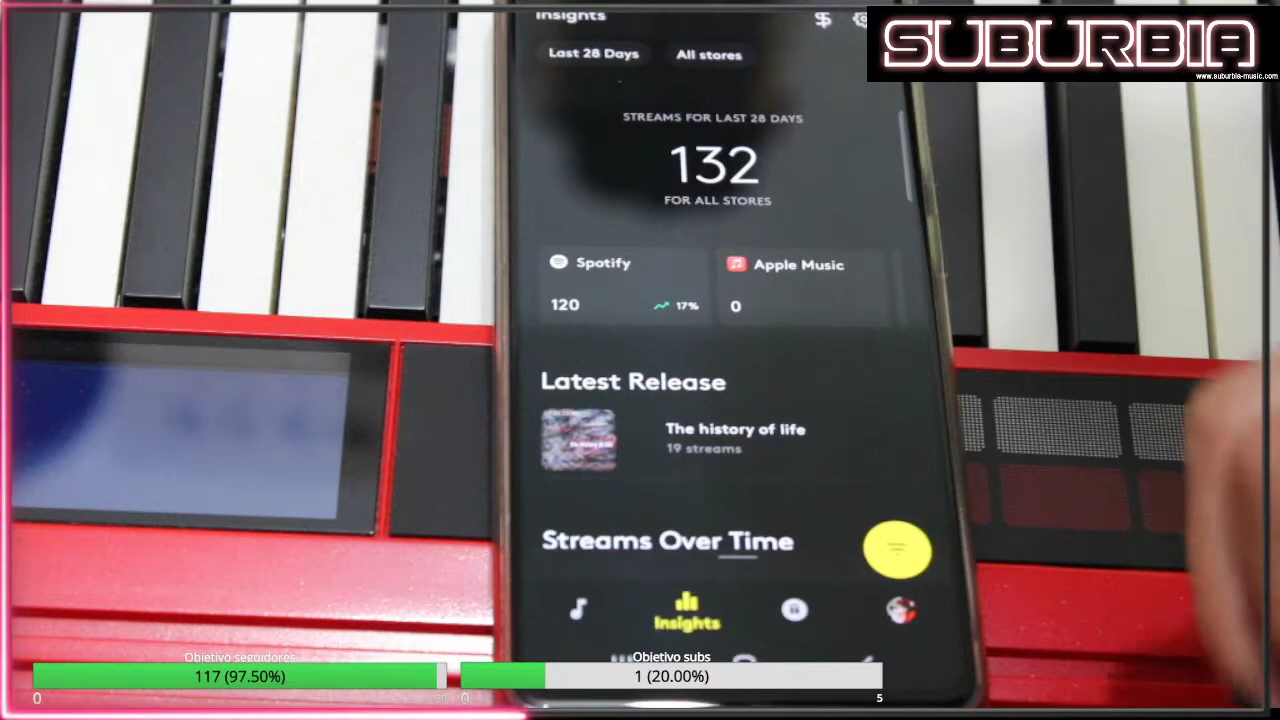 Insights
SUBURBIA
www.suburbia-music.com
Last 28 Days
All stores
STREAMS FOR LAST 28 DAYS
132
FOR ALL STORES
Spotify
Apple Music
120
17%
0
Latest Release
The history of life
19 streams
Streams Over Time
Insights
Objetivo seguidores
Objetivo subs
117 (97.50%)
1 (20.00%)
0
0
5